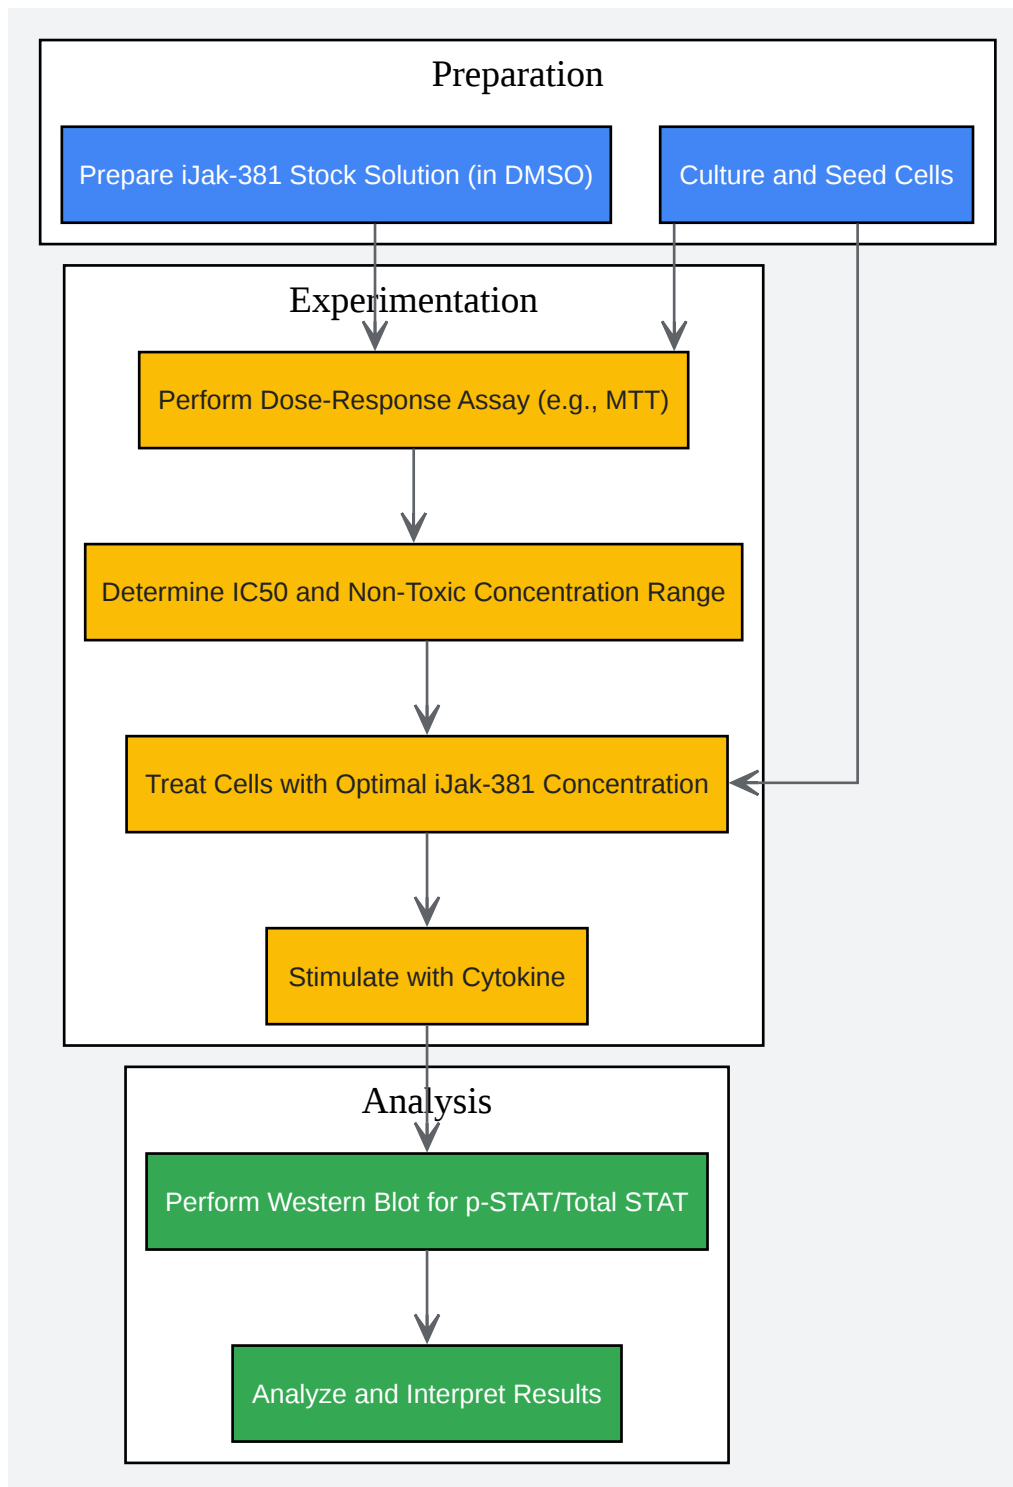 Preparation
Prepare iJak-381 Stock Solution (in DMSO)
Culture and Seed Cells
Experimentation
Perform Dose-Response Assay (e.g., MTT)
Determine IC50 and Non-Toxic Concentration Range
Treat Cells with Optimal iJak-381 Concentration
Stimulate with Cytokine
Analysis
Perform Western Blot for p-STAT/Total STAT
Analyze and Interpret Results